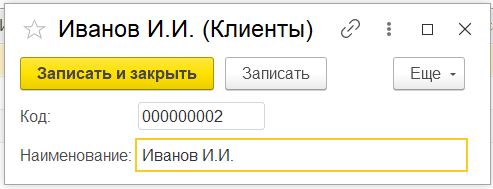 Иванов И.И. (Клиенты)
Записать и закрыть Записать Еще
Код: 000000002
Наименование: Иванов И.И.